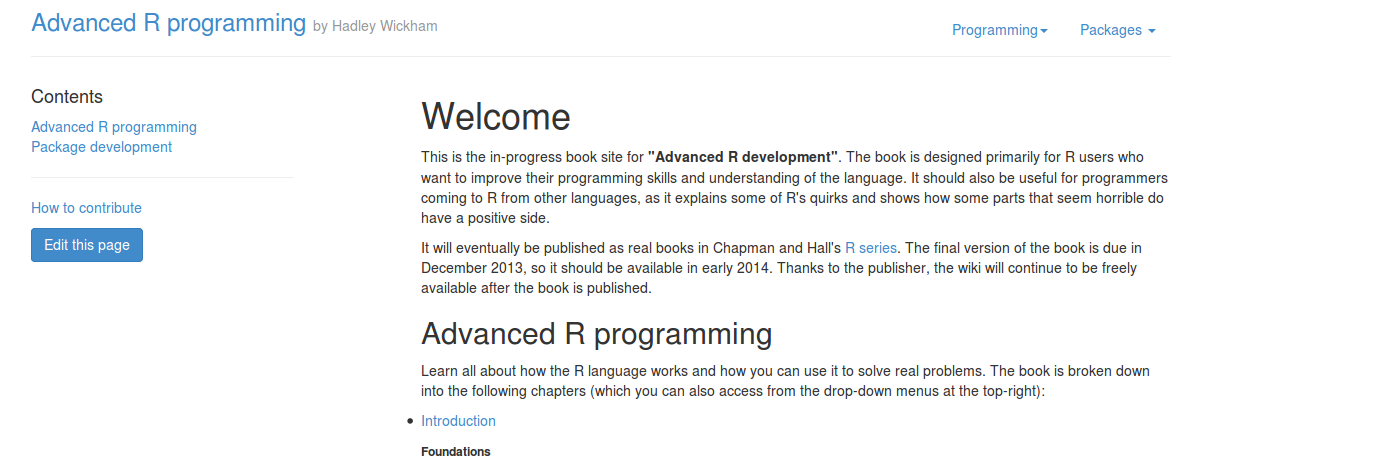 Advanced R programming by Hadley Wickham
Programming
Packages
Contents
Advanced R programming
Package development
How to contribute
Edit this page
Welcome
This is the in-progress book site for "Advanced R development". The book is designed primarily for R users who
want to improve their programming skills and understanding of the language. It should also be useful for programmers
coming to R from other languages, as it explains some of R's quirks and shows how some parts that seem horrible do
have a positive side.
It will eventually be published as real books in Chapman and Hall's R series. The final version of the book is due in
December 2013, so it should be available in early 2014. Thanks to the publisher, the wiki will continue to be freely
available after the book is published.
Advanced R programming
Learn all about how the R language works and how you can use it to solve real problems. The book is broken down
into the following chapters (which you can also access from the drop-down menus at the top-right):
• Introduction
Foundations